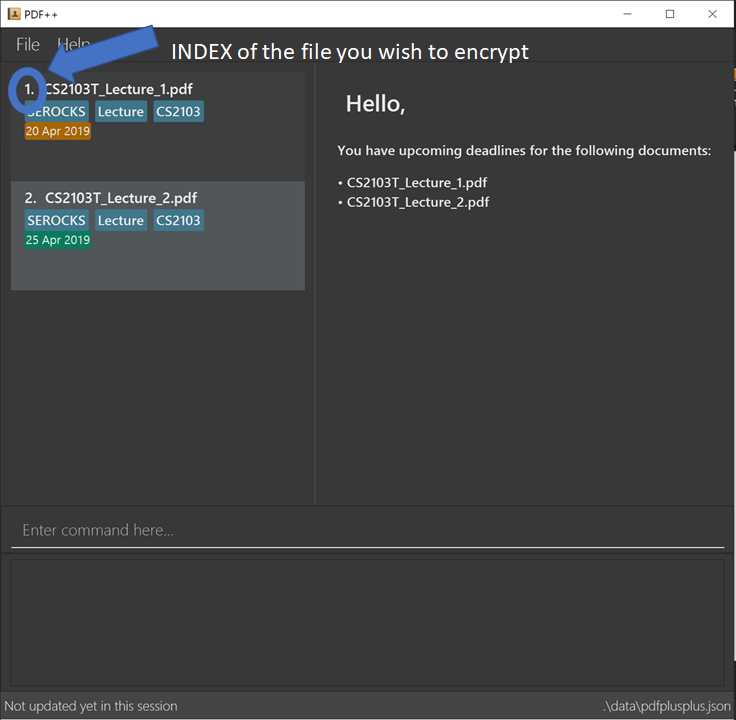 PDF++
File Help
INDEX of the file you wish to encrypt
1. CS2103T_Lecture_1.pdf
SEROCKS Lecture CS2103
20 Apr 2019
2. CS2103T_Lecture_2.pdf
SEROCKS Lecture CS2103
25 Apr 2019
Hello,
You have upcoming deadlines for the following documents:
• CS2103T_Lecture_1.pdf
• CS2103T_Lecture_2.pdf
Enter command here...
Not updated yet in this session
.\data\pdfplusplus.json